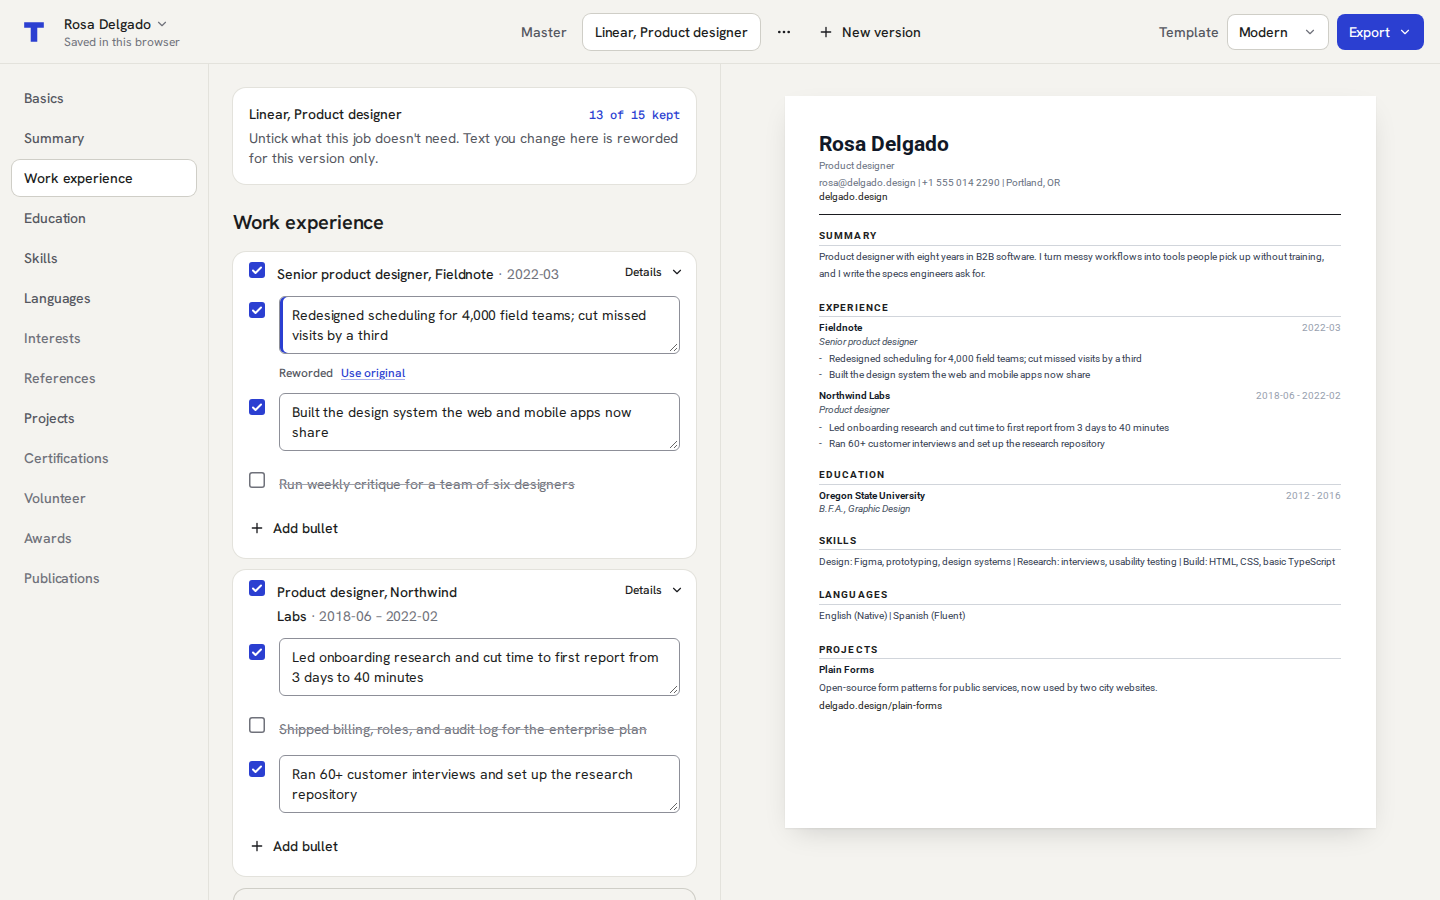 Rosa Delgado
Saved in this browser
Master
Linear, Product designer
New version
Template
Modern
Export
Basics
Summary
Work experience
Education
Skills
Languages
Interests
References
Projects
Certifications
Volunteer
Awards
Publications
Linear, Product designer
13 of 15 kept
Untick what this job doesn't need. Text you change here is reworded
for this version only.
Work experience
Senior product designer, Fieldnote · 2022-03
Details
Redesigned scheduling for 4,000 field teams; cut missed
visits by a third
Reworded Use original
Built the design system the web and mobile apps now
share
Run weekly critique for a team of six designers
Add bullet
Product designer, Northwind
Labs · 2018-06 – 2022-02
Details
Led onboarding research and cut time to first report from
3 days to 40 minutes
Shipped billing, roles, and audit log for the enterprise plan
Ran 60+ customer interviews and set up the research
repository
Add bullet
Rosa Delgado
Product designer
rosa@delgado.design | +1 555 014 2290 | Portland, OR
delgado.design
SUMMARY
Product designer with eight years in B2B software. I turn messy workflows into tools people pick up without training,
and I write the specs engineers ask for.
EXPERIENCE
Fieldnote 2022-03
Senior product designer
- Redesigned scheduling for 4,000 field teams; cut missed visits by a third
- Built the design system the web and mobile apps now share
Northwind Labs 2018-06 - 2022-02
Product designer
- Led onboarding research and cut time to first report from 3 days to 40 minutes
- Ran 60+ customer interviews and set up the research repository
EDUCATION
Oregon State University 2012 - 2016
B.F.A., Graphic Design
SKILLS
Design: Figma, prototyping, design systems | Research: interviews, usability testing | Build: HTML, CSS, basic TypeScript
LANGUAGES
English (Native) | Spanish (Fluent)
PROJECTS
Plain Forms
Open-source form patterns for public services, now used by two city websites.
delgado.design/plain-forms